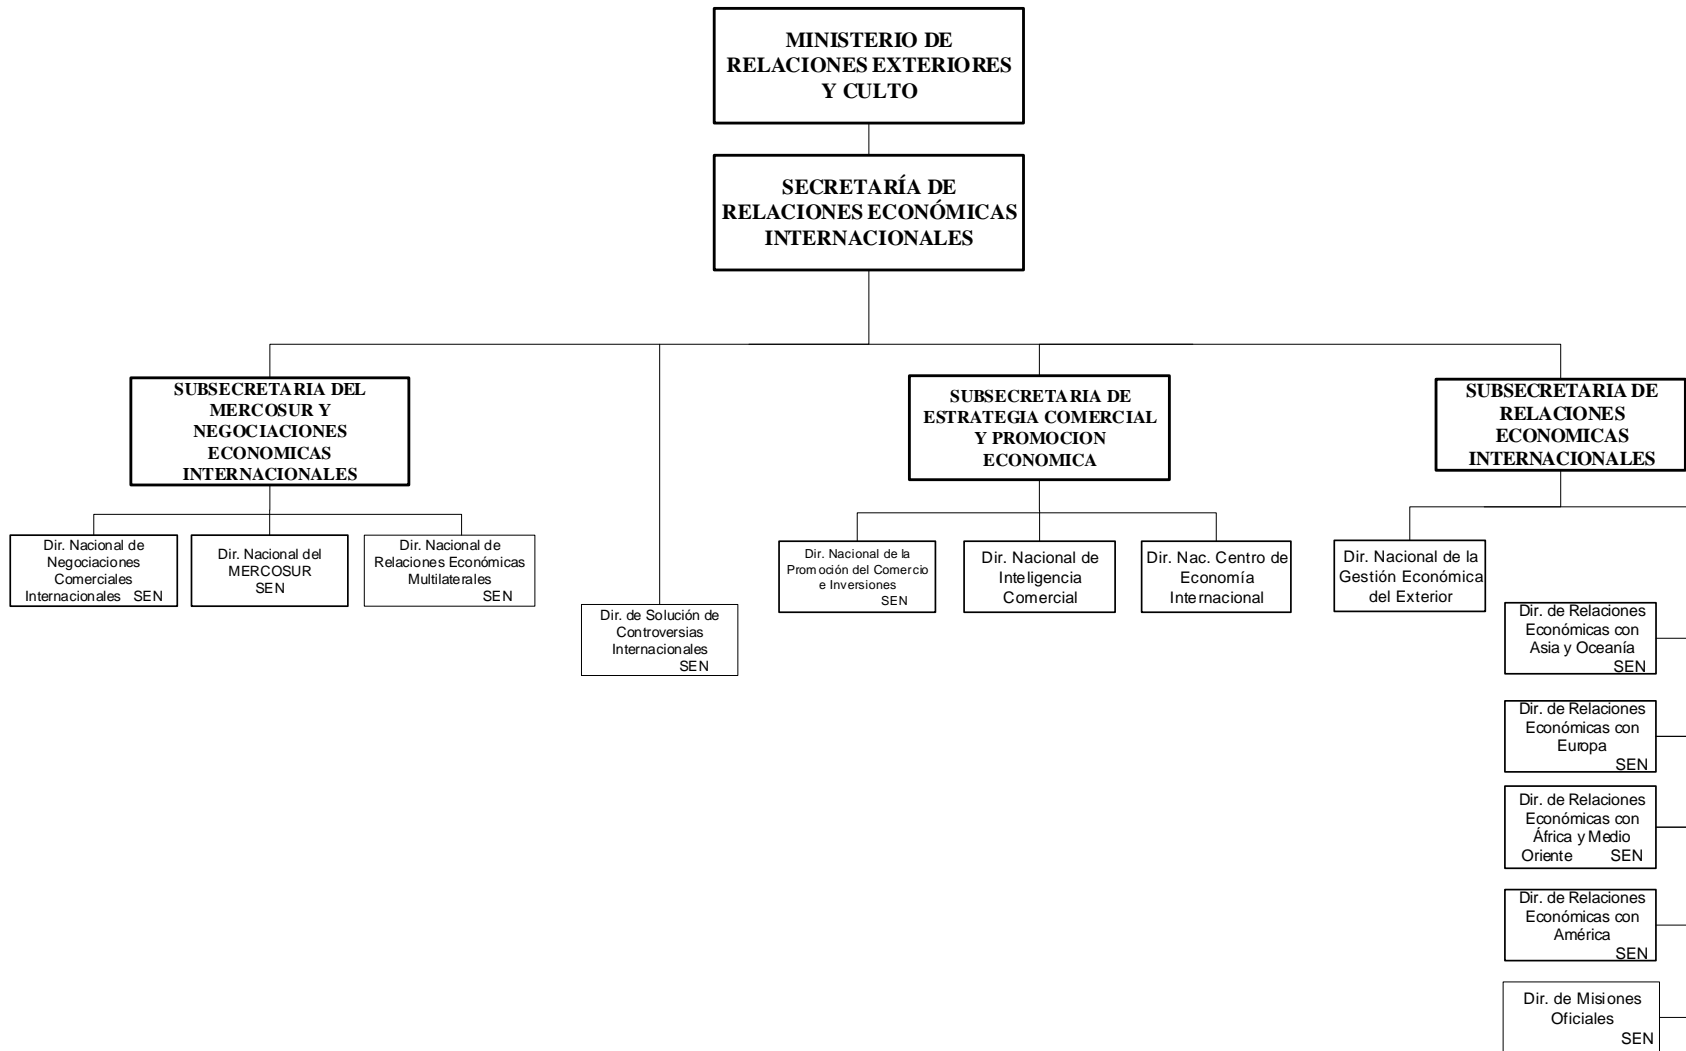 MINISTERIO DE
RELACIONES EXTERIORES
Y CULTO
SECRETARÍA DE
RELACIONES ECONÓMICAS
INTERNACIONALES
SUBSECRETARIA DEL
MERCOSUR Y
NEGOCIACIONES
ECONOMICAS
INTERNACIONALES
SUBSECRETARIA DE
ESTRATEGIA COMERCIAL
Y PROMOCION
ECONOMICA
SUBSECRETARIA DE
RELACIONES
ECONOMICAS
INTERNACIONALES
Dir. Nacional de
Negociaciones
Comerciales
Internacionales SEN
Dir. Nacional del
MERCOSUR
SEN
Dir. Nacional de
Relaciones Económicas
Multilaterales
SEN
Dir. de Solución de
Controversias
Internacionales
SEN
Dir. Nacional de la
Promoción del Comercio
e Inversiones
SEN
Dir. Nacional de
Inteligencia
Comercial
Dir. Nac. Centro de
Economía
Internacional
Dir. Nacional de la
Gestión Económica
del Exterior
Dir. de Relaciones
Económicas con
Asia y Oceanía
SEN
Dir. de Relaciones
Económicas con
Europa
SEN
Dir. de Relaciones
Económicas con
África y Medio
Oriente SEN
Dir. de Relaciones
Económicas con
América
SEN
Dir. de Misiones
Oficiales
SEN